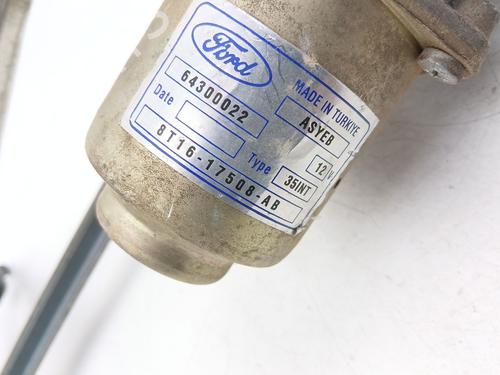 Ford
64300022
MADE IN TURKIYE
Date
ASYEB
8T16-17508-AB
Type
35INT
12 V